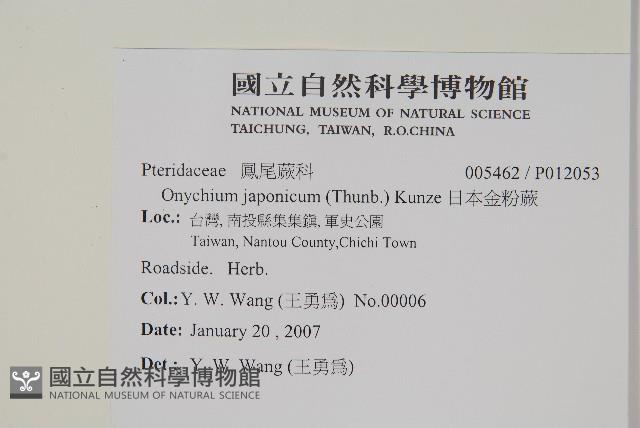 國立自然科學博物館
NATIONAL MUSEUM OF NATURAL SCIENCE
TAICHUNG, TAIWAN, R.O.CHINA
Pteridaceae 鳳尾蕨科 005462 / P012053
Onychium japonicum (Thunb.) Kunze 日本金粉蕨
Loc.: 台灣, 南投縣集集鎮, 軍史公園
Taiwan, Nantou County,Chichi Town
Roadside. Herb.
Col.: Y. W. Wang (王勇為) No.00006
Date: January 20 , 2007
Det.: Y. W. Wang (王勇為)
國立自然科學博物館
NATIONAL MUSEUM OF NATURAL SCIENCE